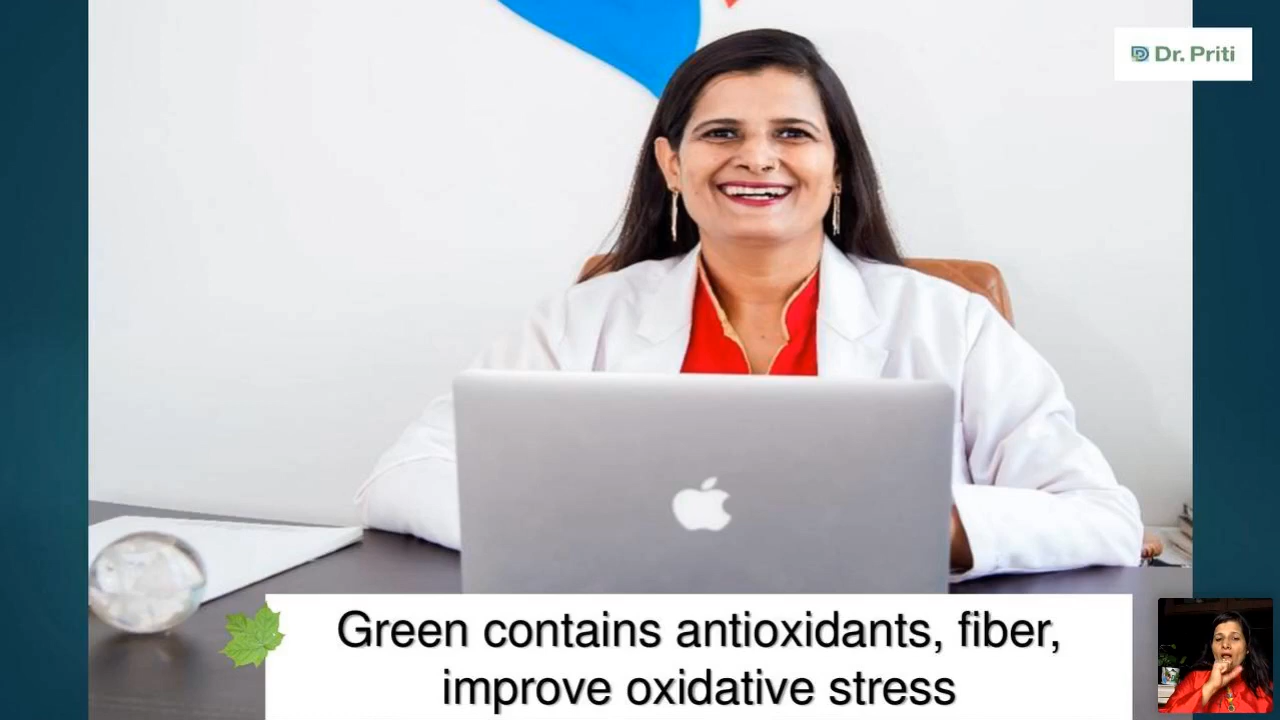 Dr. Priti
Green contains antioxidants, fiber,
improve oxidative stress